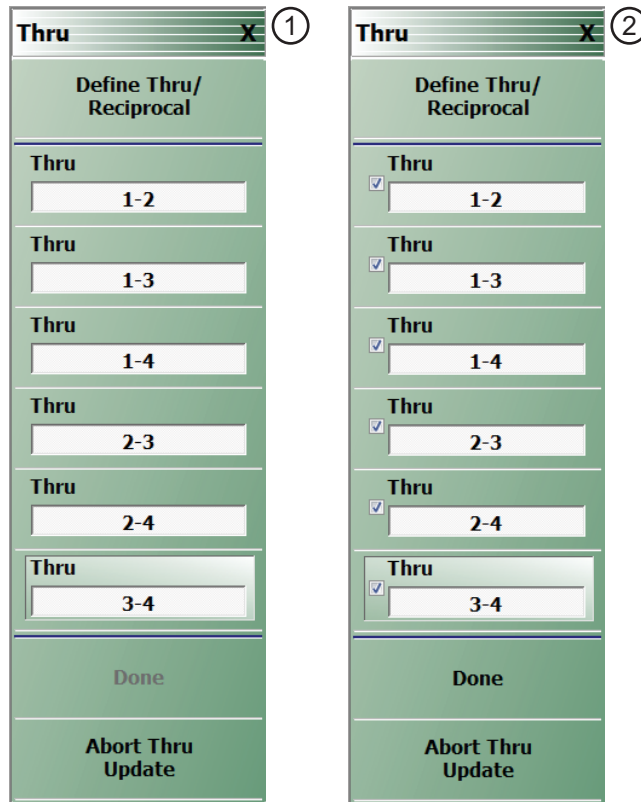 Thru X
1
Define Thru/
Reciprocal
Thru
1-2
Thru
1-3
Thru
1-4
Thru
2-3
Thru
2-4
Thru
3-4
Done
Abort Thru
Update
Thru X
2
Define Thru/
Reciprocal
Thru
1-2
Thru
1-3
Thru
1-4
Thru
2-3
Thru
2-4
Thru
3-4
Done
Abort Thru
Update